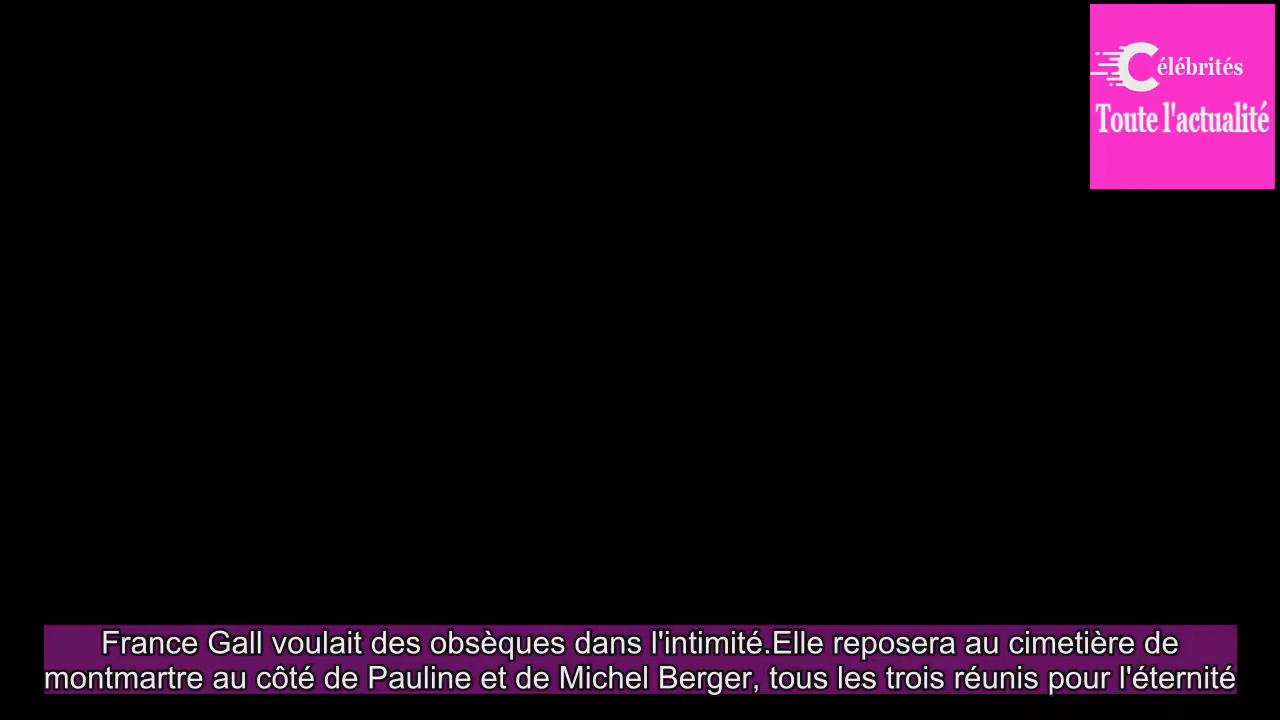 Célébrités
Toute l'actualité
France Gall voulait des obsèques dans l'intimité.Elle reposera au cimetière de
montmartre au côté de Pauline et de Michel Berger, tous les trois réunis pour l'éternité